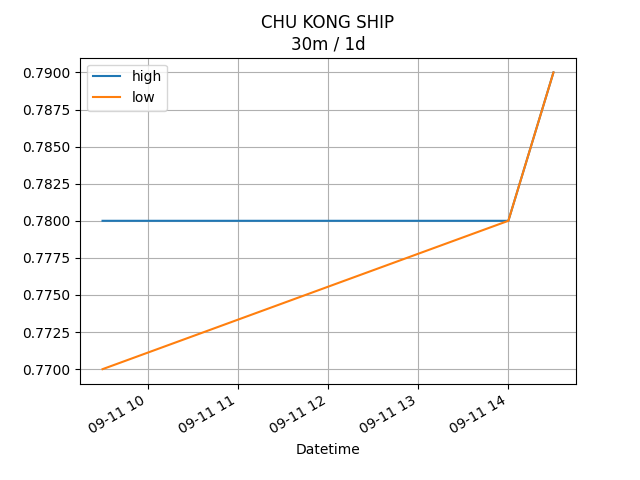 CHU KONG SHIP
30m / 1d
high
low
0.7900
0.7875
0.7850
0.7825
0.7800
0.7775
0.7750
0.7725
0.7700
09-11 10
09-11 11
09-11 12
09-11 13
09-11 14
Datetime